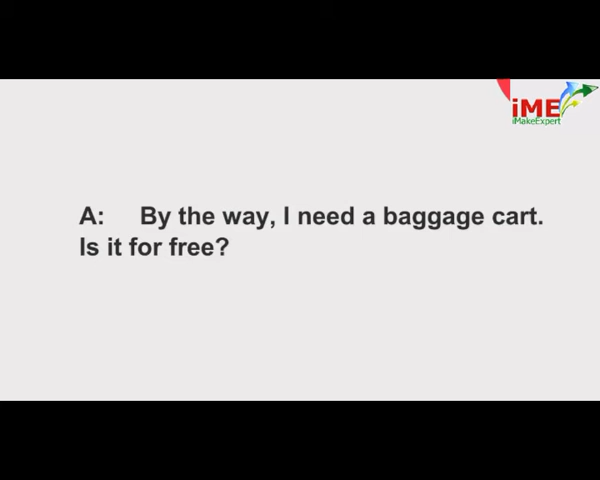 iME
iMakeExpert
A: By the way, I need a baggage cart.
Is it for free?